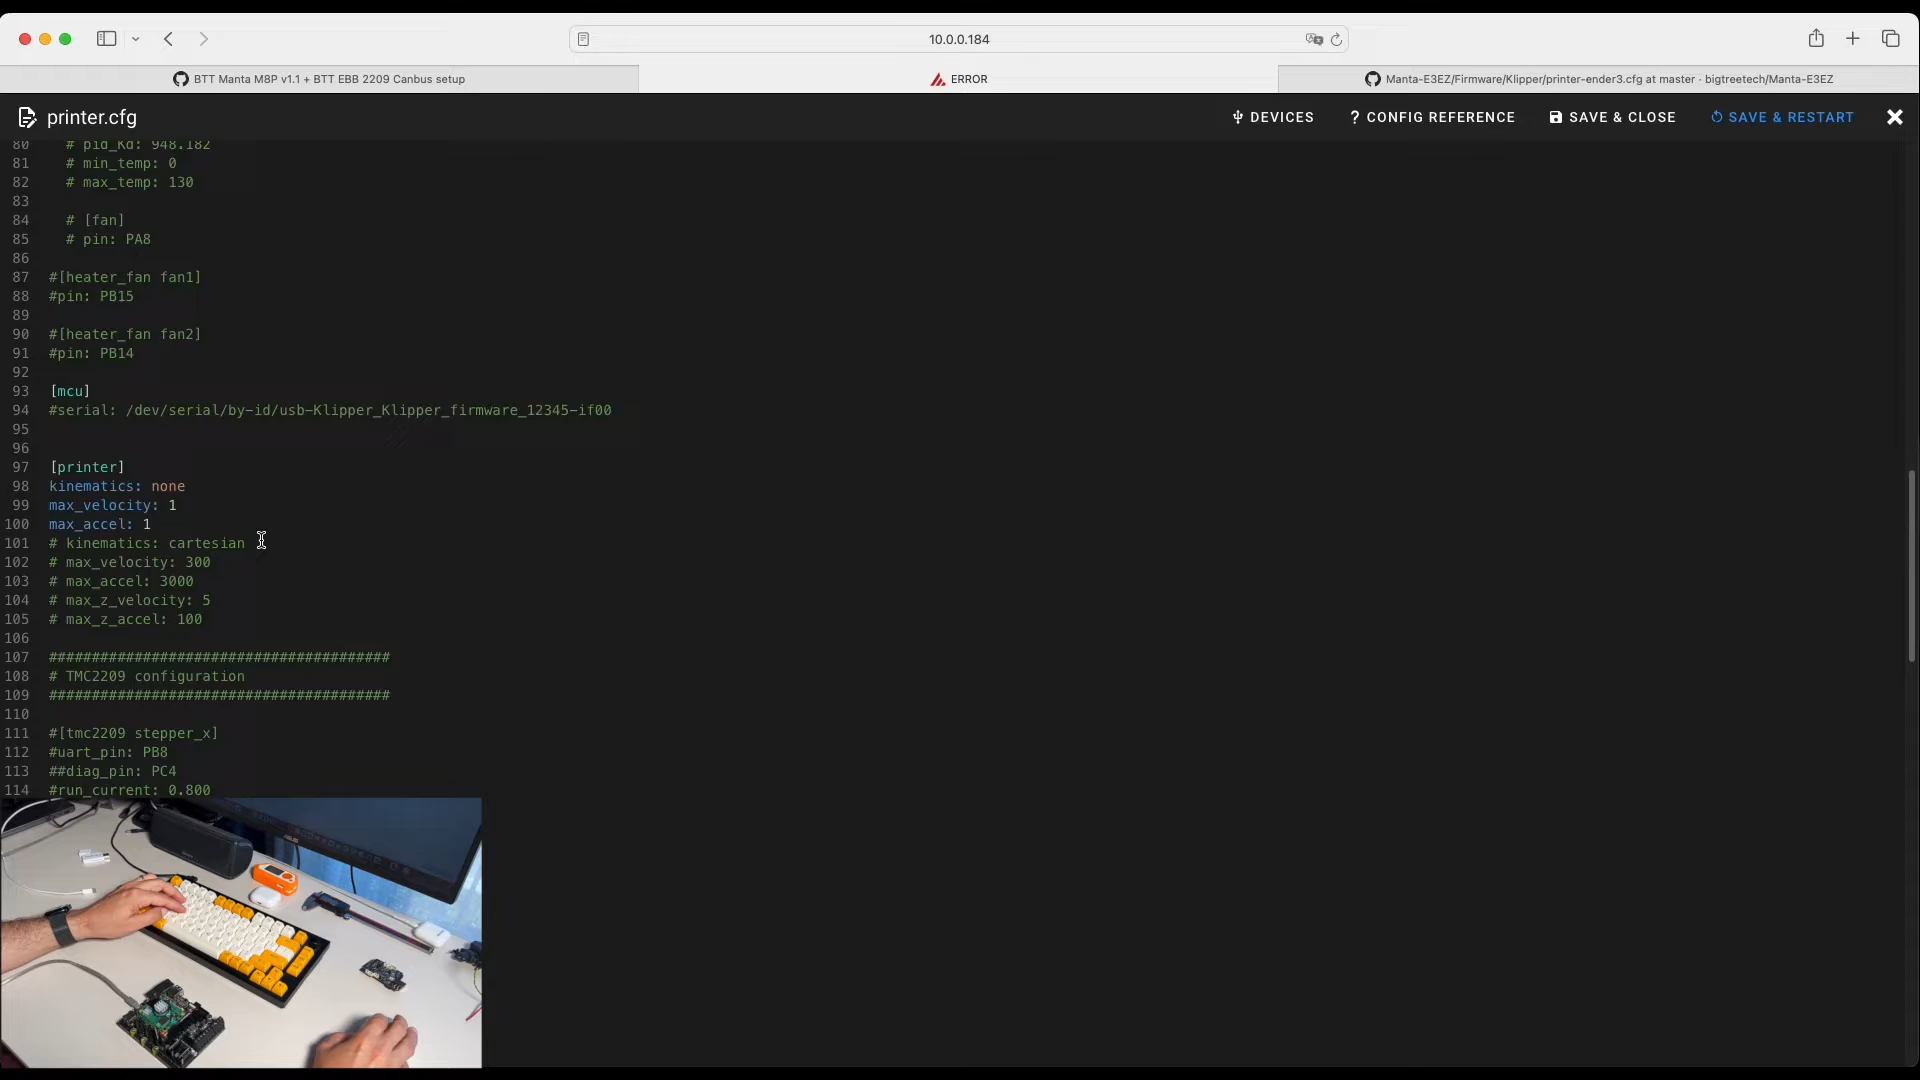 10.0.0.184
BTT Manta M8P v1.1 + BTT EBB 2209 Canbus setup
ERROR
Manta-E3EZ/Firmware/Klipper/printer-ender3.cfg at master · bigtreetech/Manta-E3EZ
printer.cfg
DEVICES
? CONFIG REFERENCE
SAVE & CLOSE
SAVE & RESTART
80 # pid_Kd: 948.182
81 # min_temp: 0
82 # max_temp: 130
83
84 # [fan]
85 # pin: PA8
86
87 #[heater_fan fan1]
88 #pin: PB15
89
90 #[heater_fan fan2]
91 #pin: PB14
92
93 [mcu]
94 #serial: /dev/serial/by-id/usb-Klipper_Klipper_firmware_12345-if00
95
96
97 [printer]
98 kinematics: none
99 max_velocity: 1
100 max_accel: 1
101 # kinematics: cartesian
102 # max_velocity: 300
103 # max_accel: 3000
104 # max_z_velocity: 5
105 # max_z_accel: 100
106
107 ########################################
108 # TMC2209 configuration
109 ########################################
110
111 #[tmc2209 stepper_x]
112 #uart_pin: PB8
113 ##diag_pin: PC4
114 #run_current: 0.800